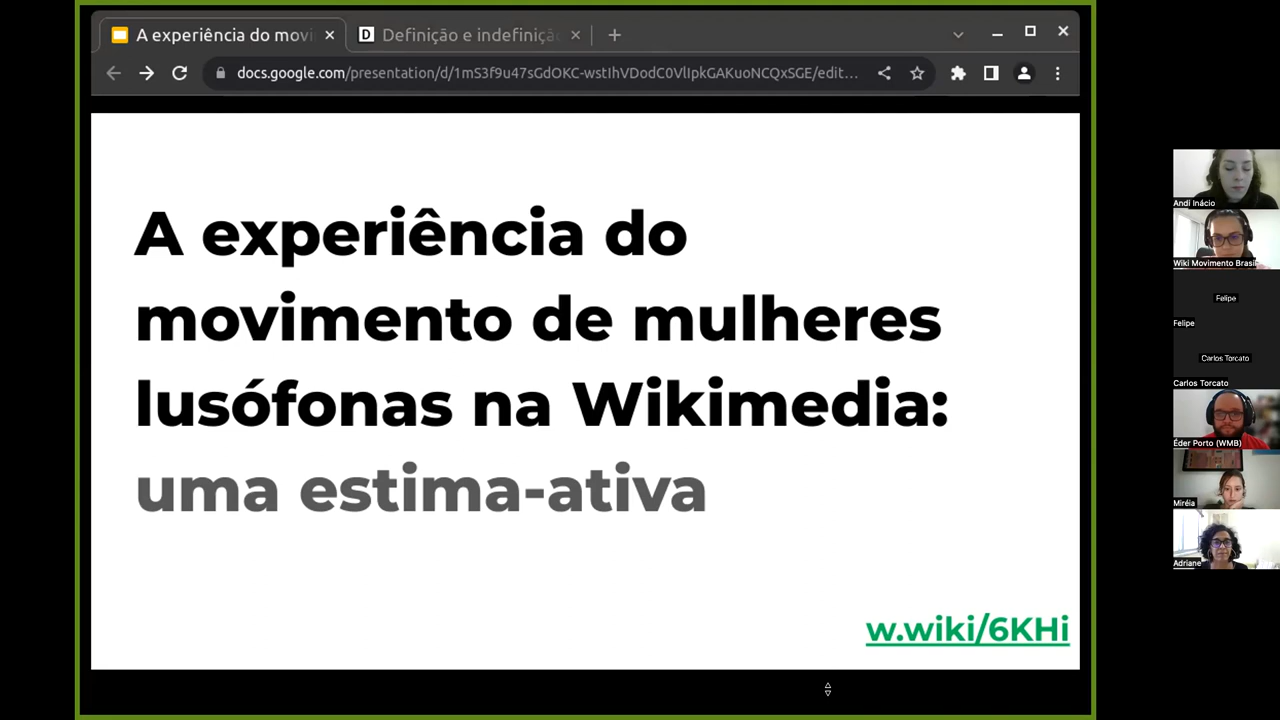 A experiência do movi
Definição e indefiniçã
docs.google.com/presentation/d/1mS3f9u47sGdOKC-wstIhVDodC0VlIpkGAKuoNCQxSGE/edit...
A experiência do
movimento de mulheres
lusófonas na Wikimedia:
uma estima-ativa
w.wiki/6KHi
Andi Inácio
Wiki Movimento Brasil
Felipe
Felipe
Carlos Torcato
Carlos Torcato
Éder Porto (WMB)
Miréia
Adriane